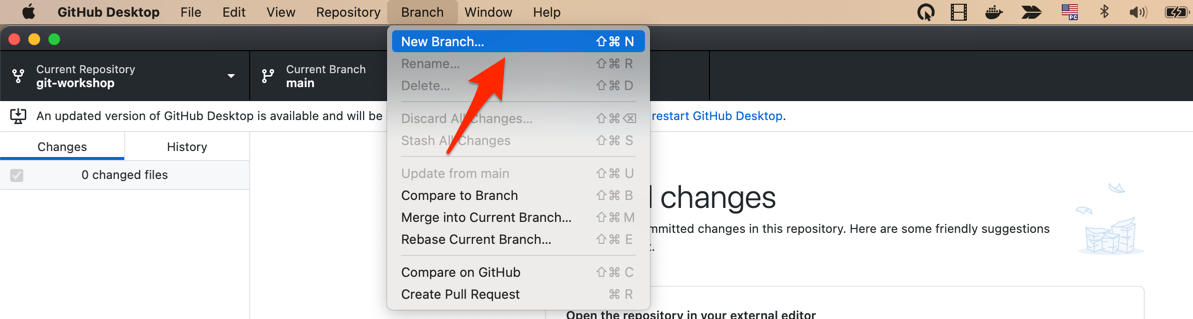 GitHub Desktop File Edit View Repository Branch Window Help
PC
New Branch... ⇧⌘ N
Current Repository
git-workshop
Current Branch
main
Rename... ⇧⌘ R
Delete... ⇧⌘ D
An updated version of GitHub Desktop is available and will be
restart GitHub Desktop.
Discard All Changes... ⇧⌘⌫
Stash All Changes ⇧⌘ S
Changes History
0 changed files
Update from main ⇧⌘ U
Compare to Branch ⇧⌘ B
Merge into Current Branch... ⇧⌘ M
Rebase Current Branch... ⇧⌘ E
Compare on GitHub ⇧⌘ C
Create Pull Request ⌘ R
changes
mmitted changes in this repository. Here are some friendly suggestions
Open the repository in your external editor